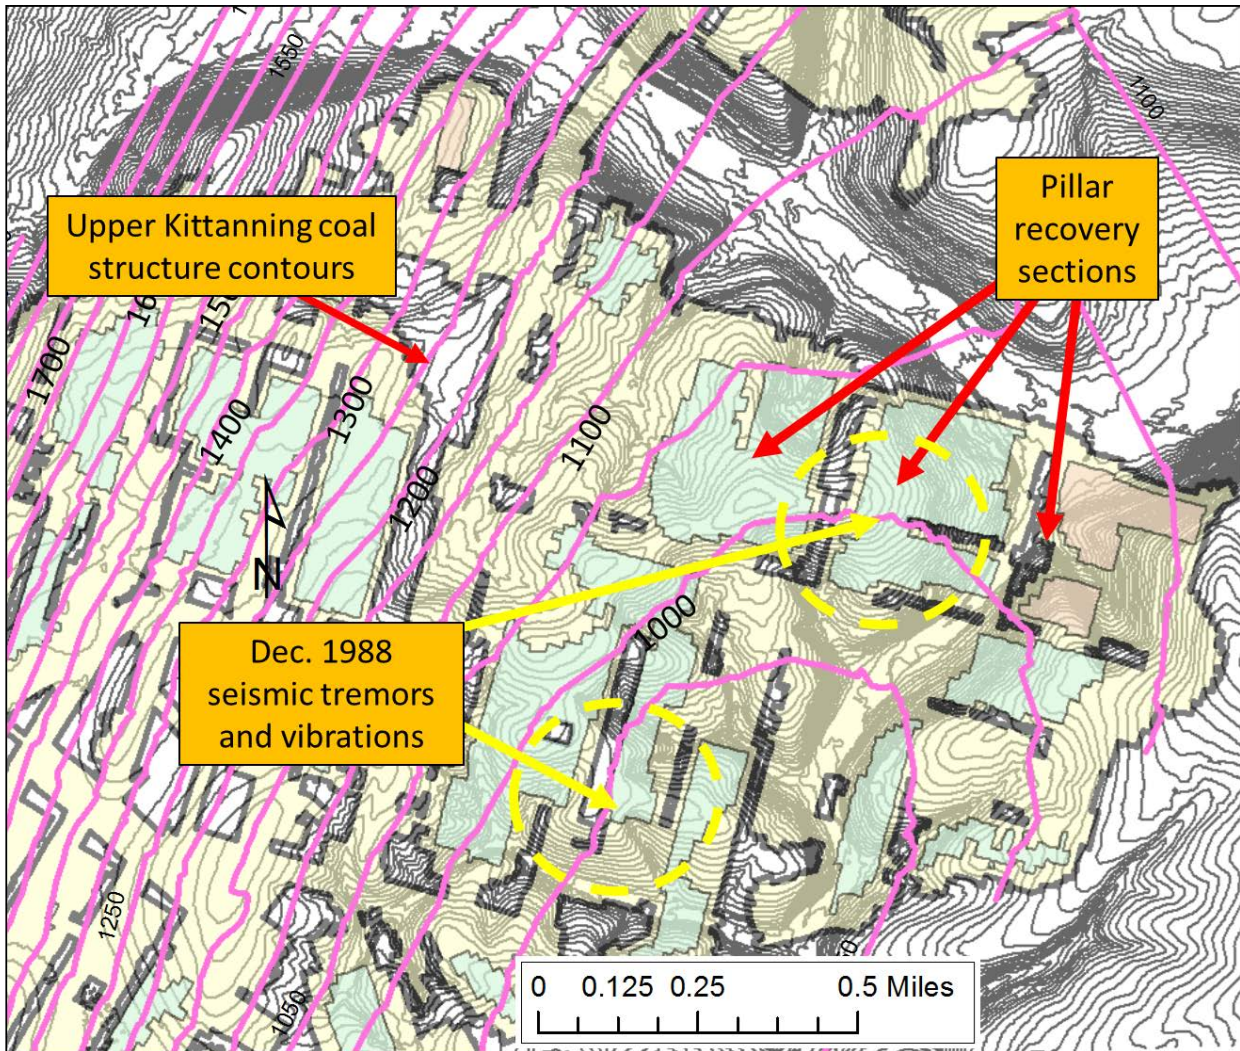 1550
1100
Pillar
recovery
sections
Upper Kittanning coal
structure contours
1700
1400
1300
1200
1100
N
1000
Dec. 1988
seismic tremors
and vibrations
1250
1050
0 0.125 0.25 0.5 Miles